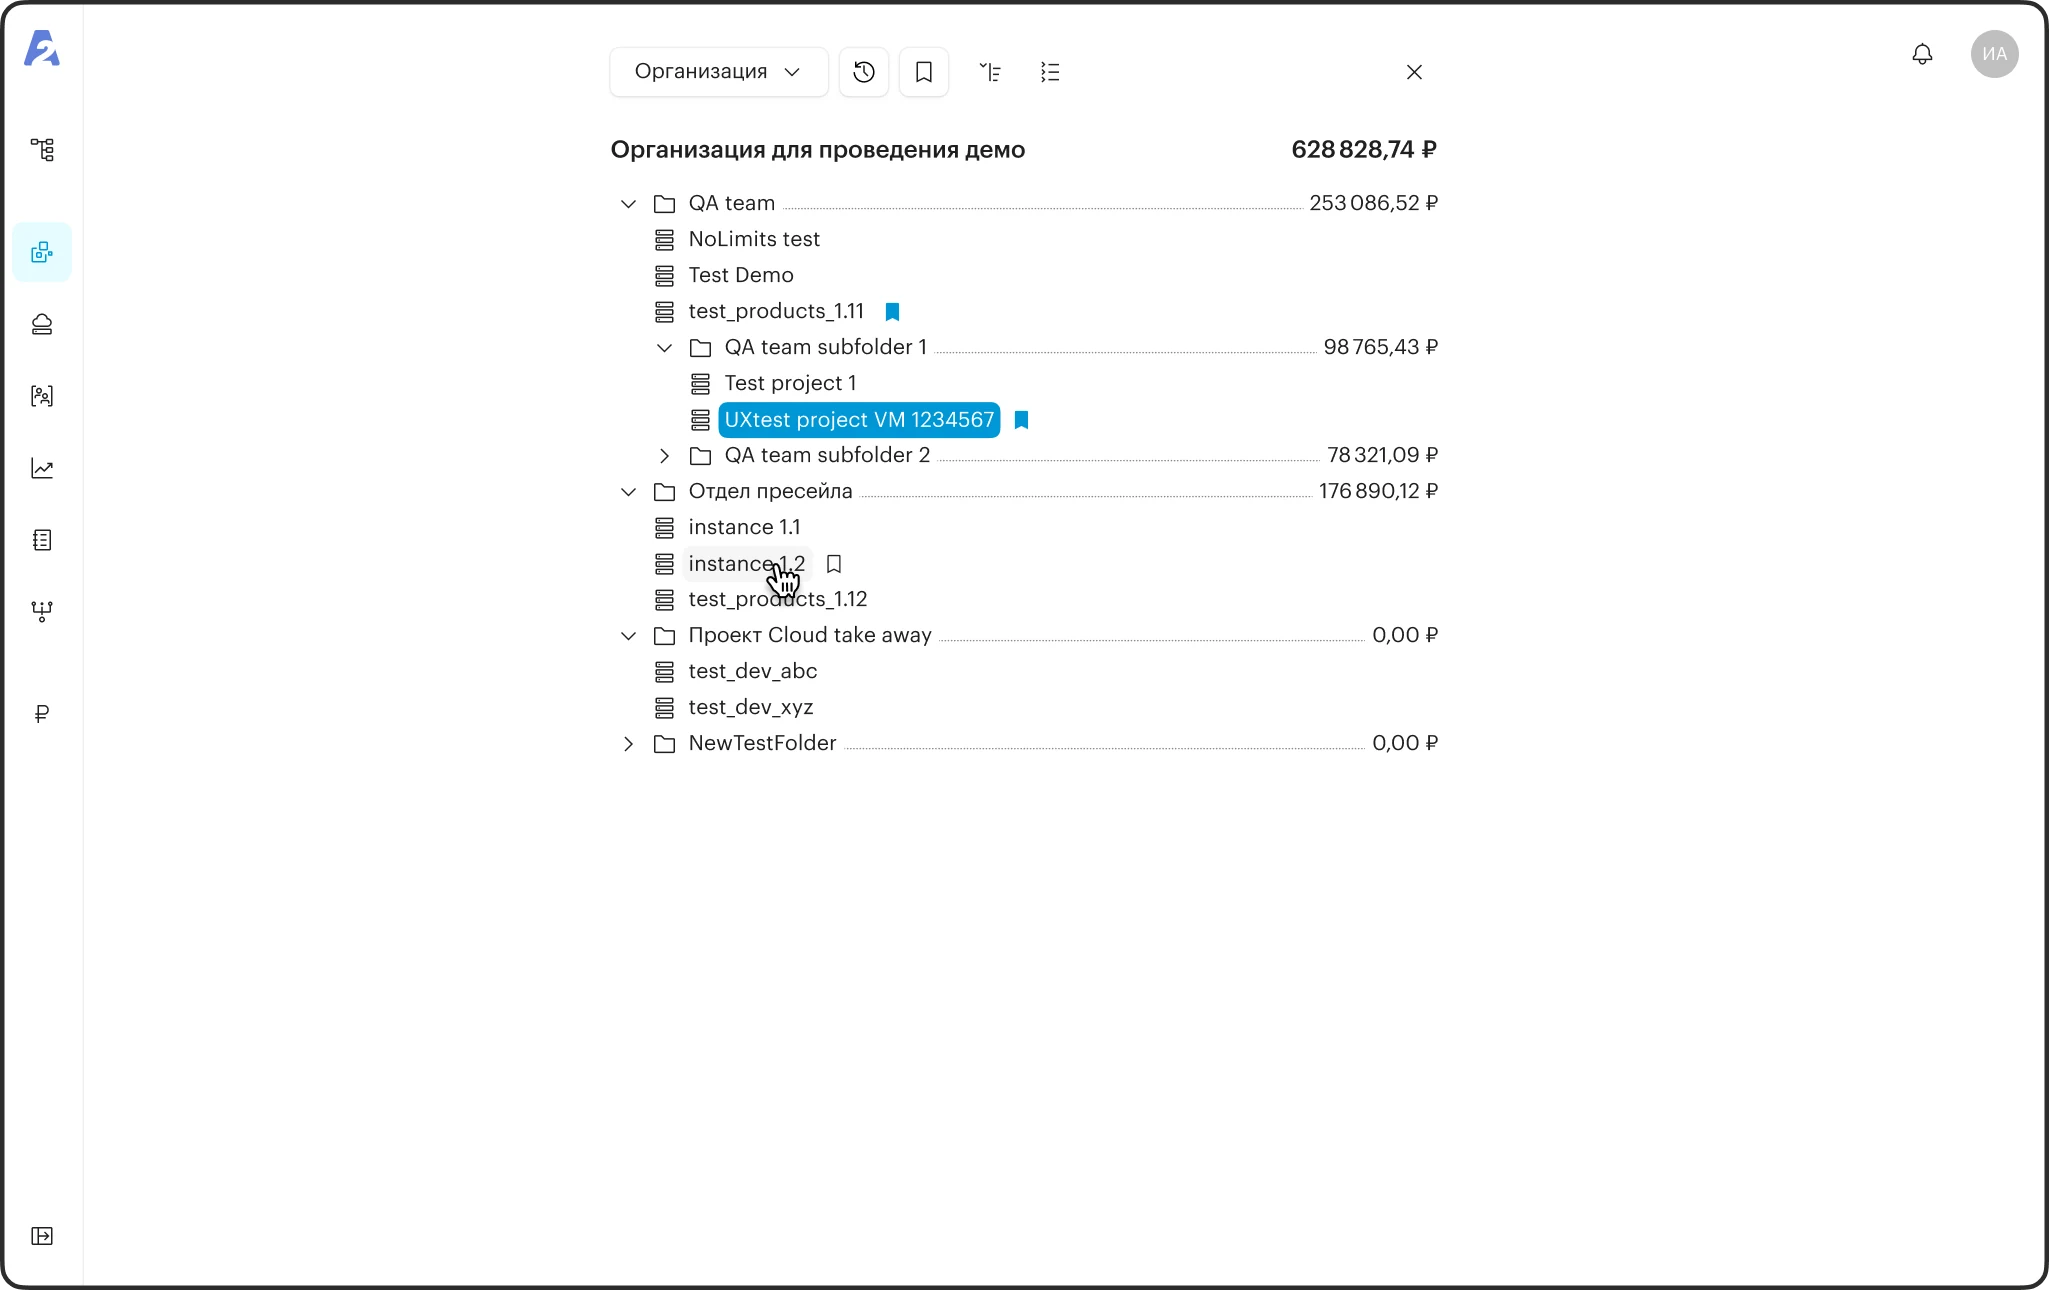 A2
ИА
Организация
Организация для проведения демо 628 828,74 ₽
QA team 253 086,52 ₽
NoLimits test
Test Demo
test_products_1.11
QA team subfolder 1 98 765,43 ₽
Test project 1
UXtest project VM 1234567
QA team subfolder 2 78 321,09 ₽
Отдел пресейла 176 890,12 ₽
instance 1.1
instance 1.2
test_products_1.12
Проект Cloud take away 0,00 ₽
test_dev_abc
test_dev_xyz
NewTestFolder 0,00 ₽
₽